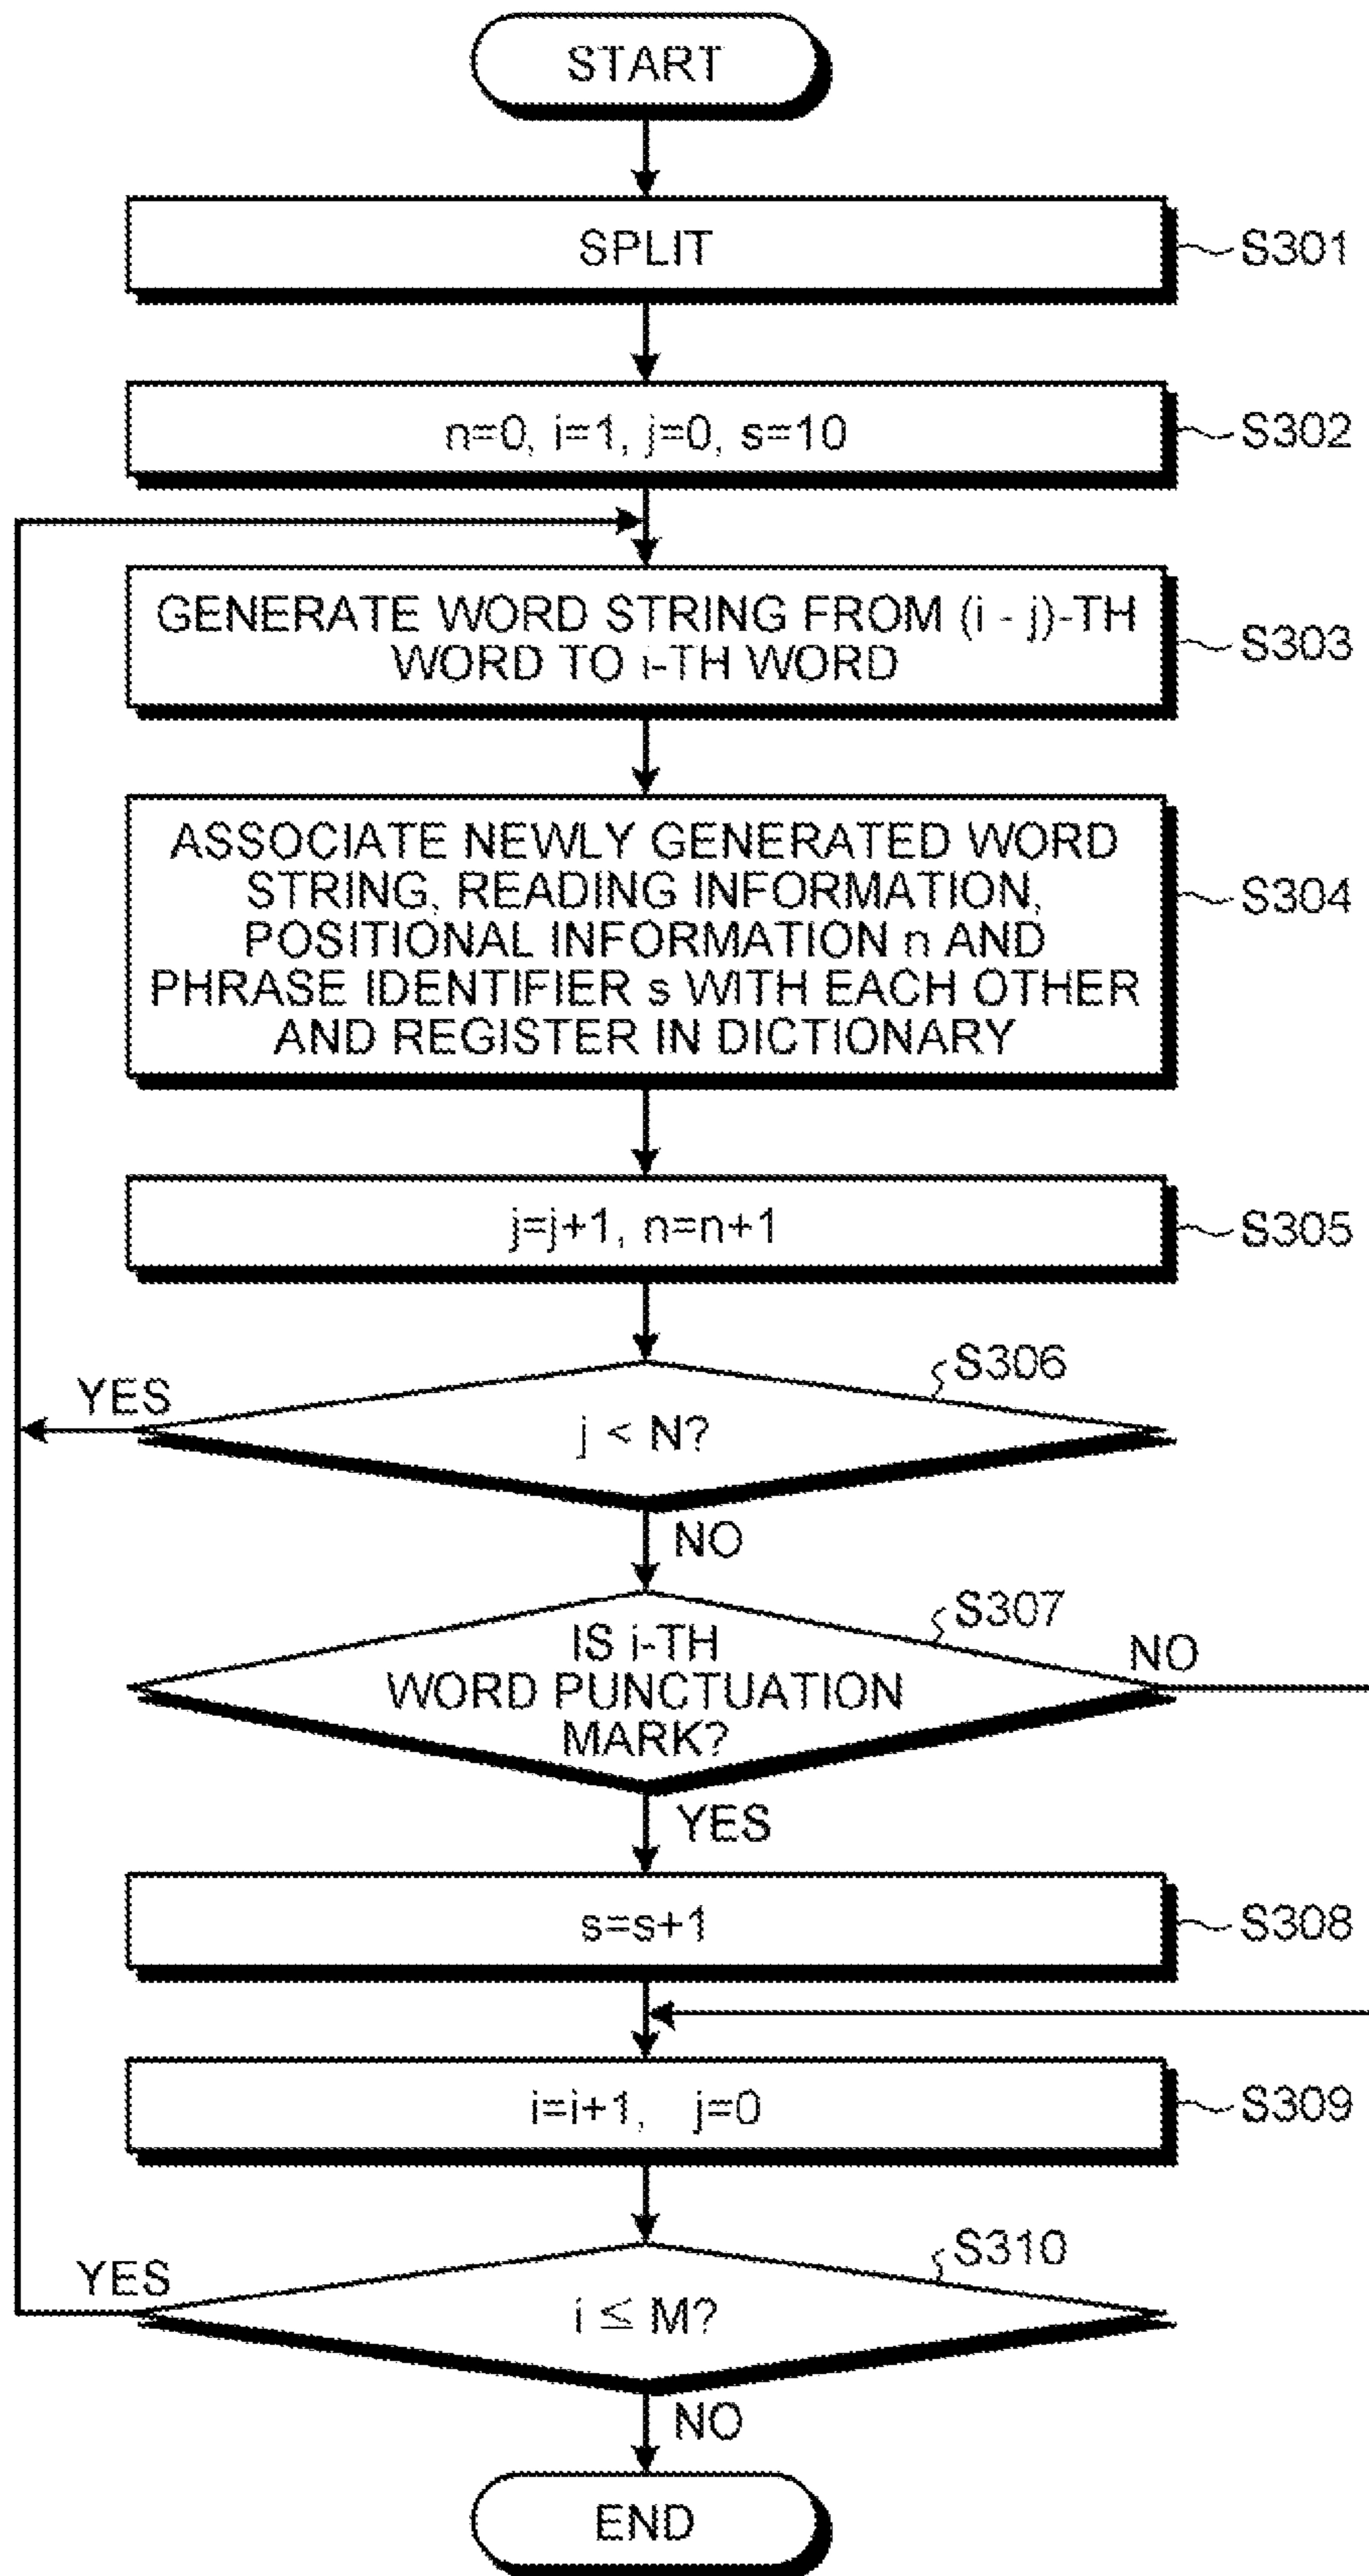 START
SPLIT
S301
n=0, i=1, j=0, s=10
S302
GENERATE WORD STRING FROM (i - j)-TH
WORD TO i-TH WORD
S303
ASSOCIATE NEWLY GENERATED WORD
STRING, READING INFORMATION,
POSITIONAL INFORMATION n AND
PHRASE IDENTIFIER s WITH EACH OTHER
AND REGISTER IN DICTIONARY
S304
j=j+1, n=n+1
S305
S306
YES
j < N?
NO
S307
IS i-TH
WORD PUNCTUATION
MARK?
NO
YES
s=s+1
S308
i=i+1, j=0
S309
S310
YES
i ≤ M?
NO
END